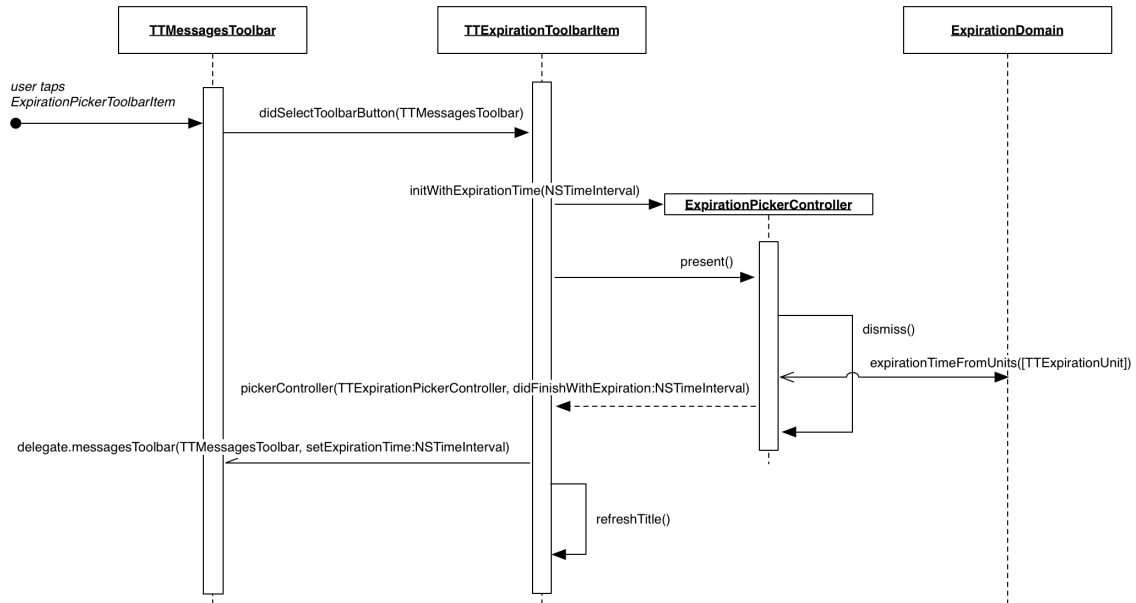 TTMessagesToolbar
TTExpirationToolbarItem
ExpirationDomain
user taps
ExpirationPickerToolbarItem
didSelectToolbarButton(TTMessagesToolbar)
initWithExpirationTime(NSTimeInterval)
ExpirationPickerController
present()
dismiss()
expirationTimeFromUnits([TTExpirationUnit])
pickerController(TTExpirationPickerController, didFinishWithExpiration:NSTimeInterval)
delegate.messagesToolbar(TTMessagesToolbar, setExpirationTime:NSTimeInterval)
refreshTitle()